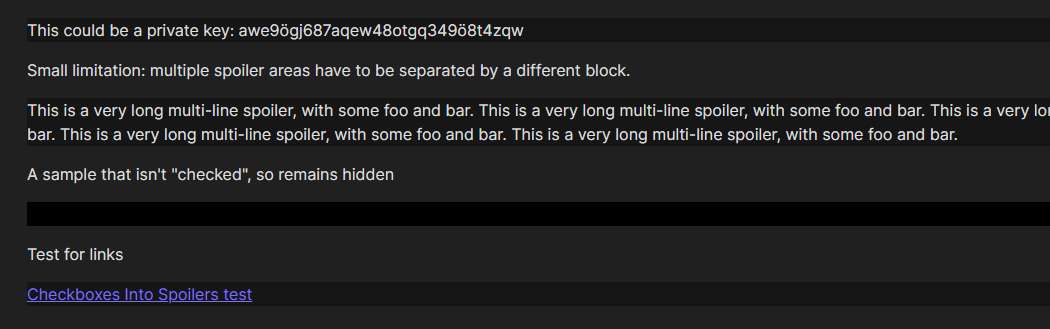 This could be a private key: awe9ögj687aqew48otgq349ö8t4zqw
Small limitation: multiple spoiler areas have to be separated by a different block.
This is a very long multi-line spoiler, with some foo and bar. This is a very long multi-line spoiler, with some foo and bar. This is a very
bar. This is a very long multi-line spoiler, with some foo and bar. This is a very long multi-line spoiler, with some foo and bar.
A sample that isn't "checked", so remains hidden
Test for links
Checkboxes Into Spoilers test